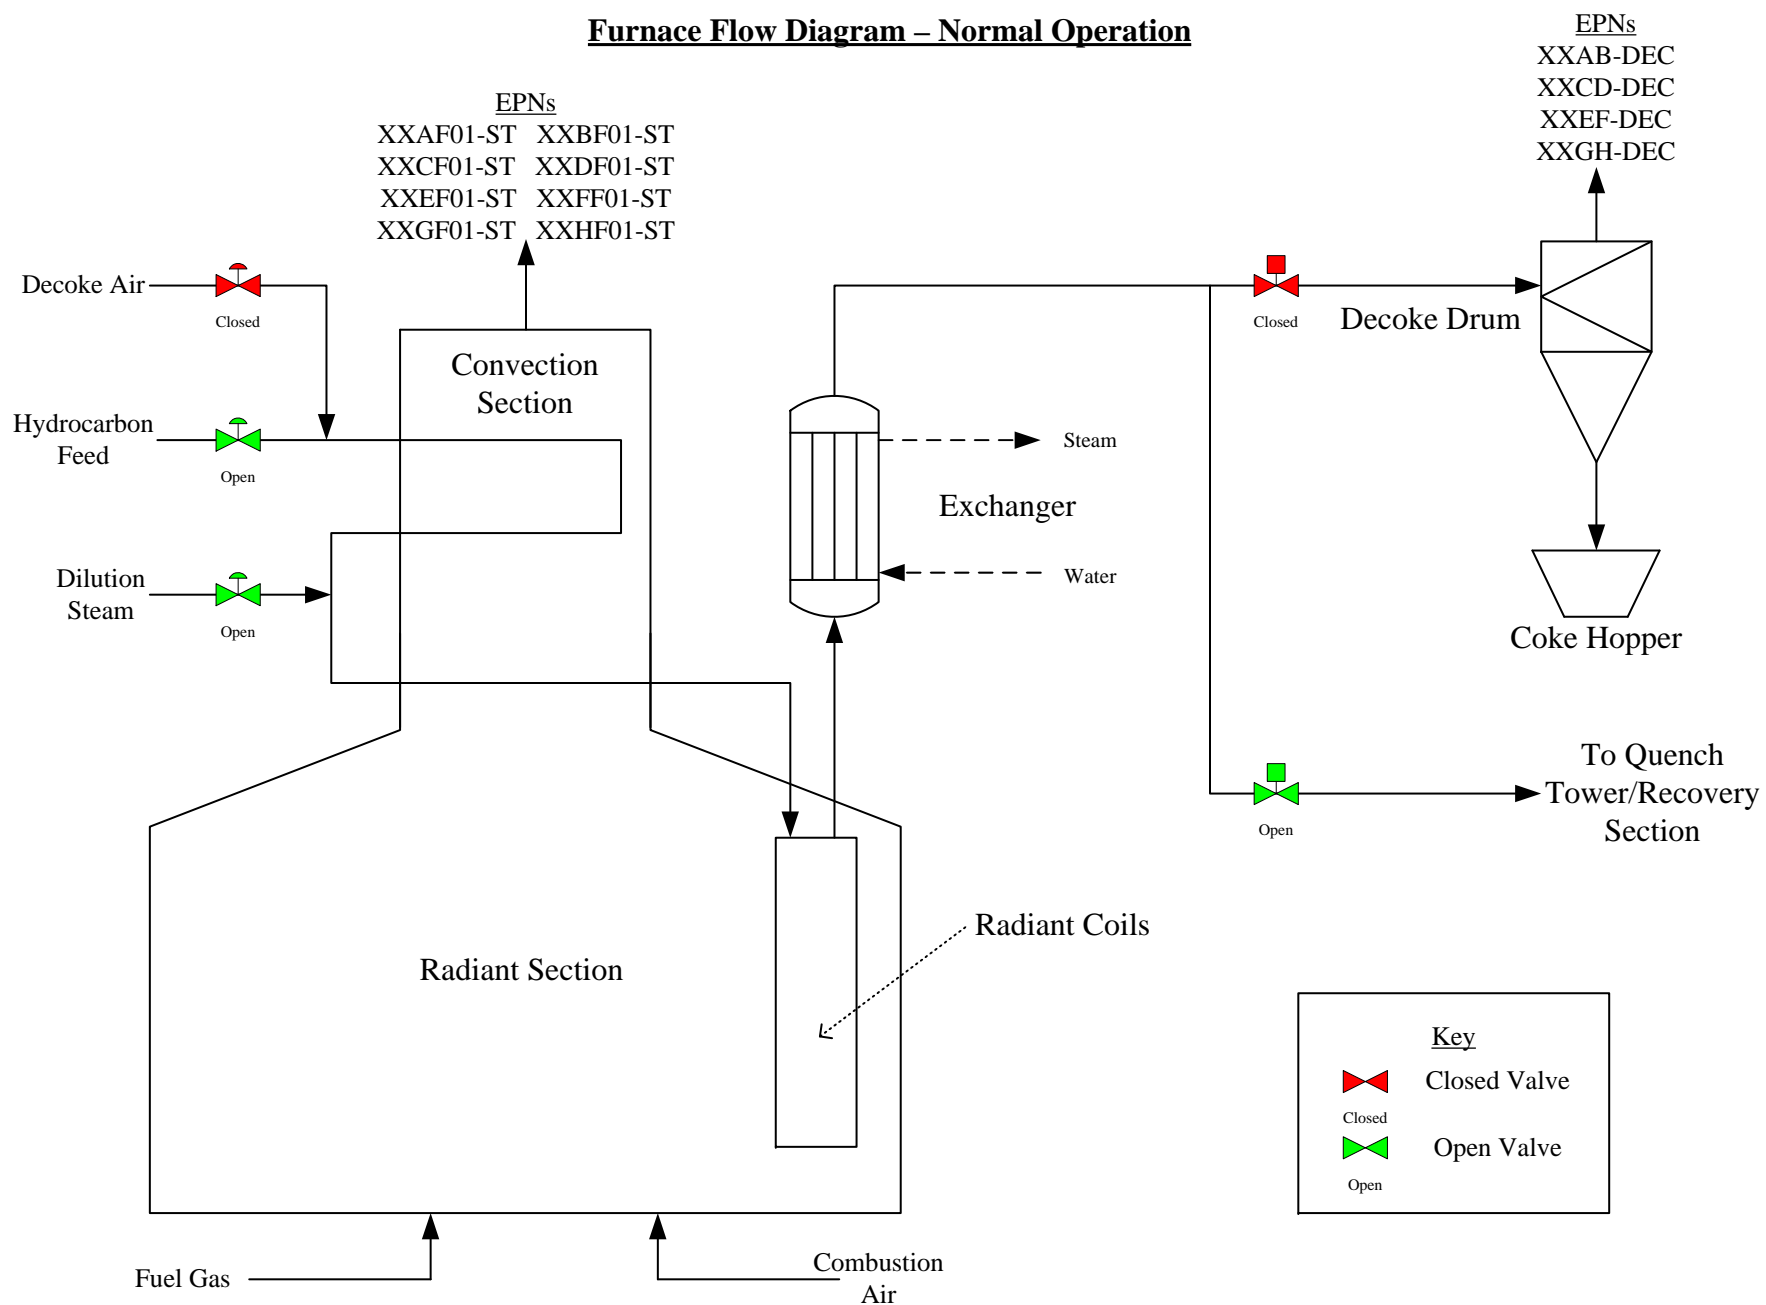 Furnace Flow Diagram – Normal Operation
EPNs
XXAB-DEC
XXCD-DEC
XXEF-DEC
XXGH-DEC
EPNs
XXAF01-ST XXBF01-ST
XXCF01-ST XXDF01-ST
XXEF01-ST XXFF01-ST
XXGF01-ST XXHF01-ST
Decoke Air
Closed
Convection
Section
Hydrocarbon
Feed
Open
Dilution
Steam
Open
Steam
Exchanger
Water
Closed
Decoke Drum
Coke Hopper
Open
To Quench
Tower/Recovery
Section
Radiant Coils
Radiant Section
Key
Closed Valve
Closed
Open Valve
Open
Fuel Gas
Combustion
Air